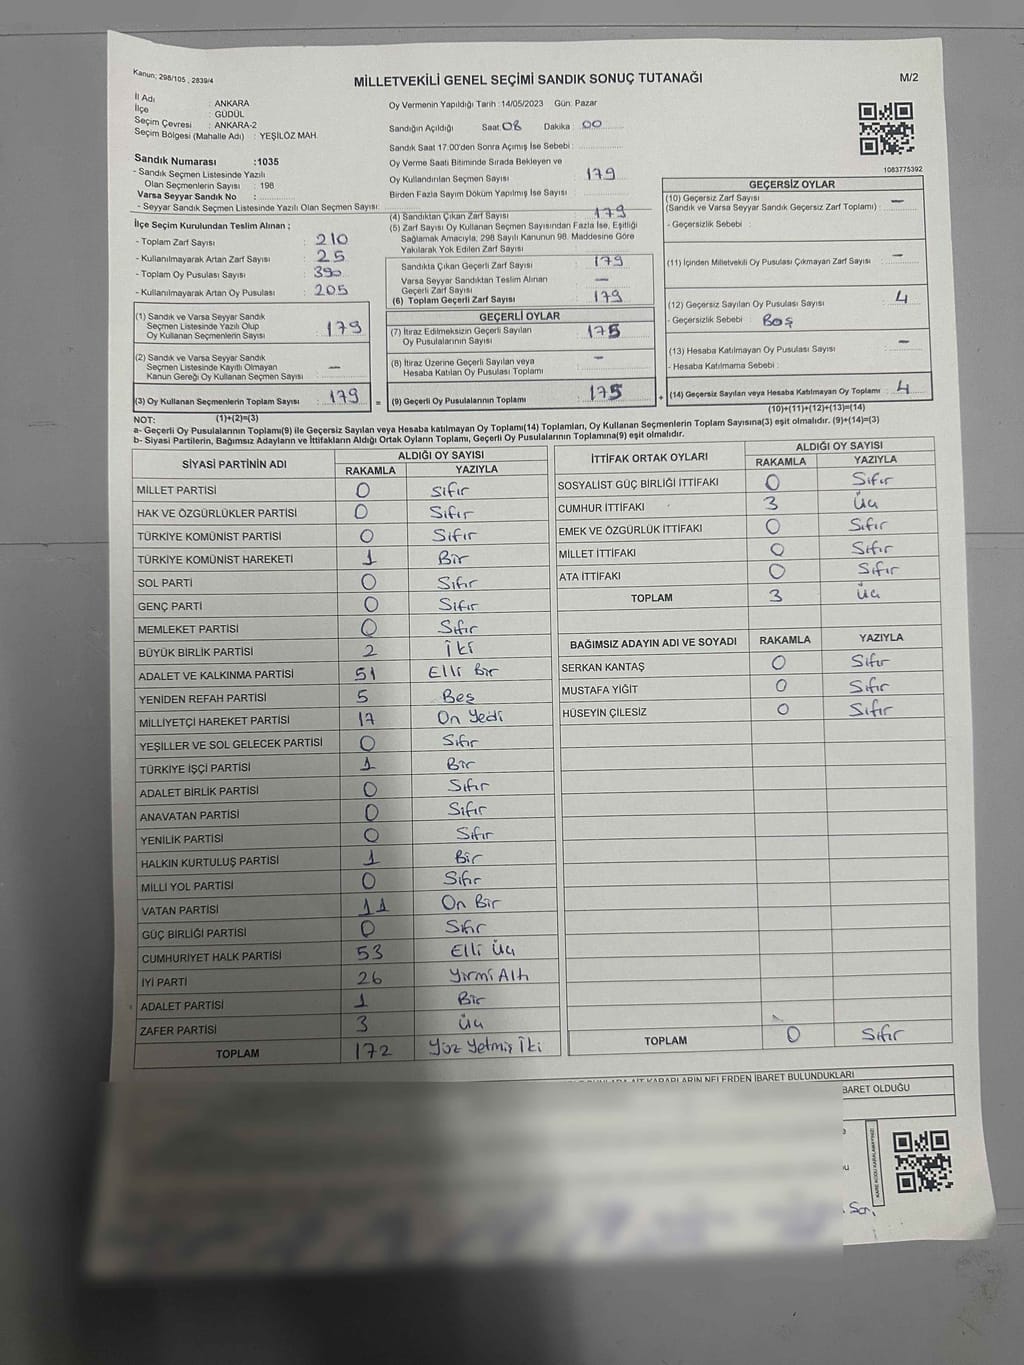 Kanun; 298/105 , 2839/4
MİLLETVEKİLİ GENEL SEÇİMİ SANDIK SONUÇ TUTANAĞI
M/2
İl Adı : ANKARA
İlçe : GÜDÜL
Seçim Çevresi : ANKARA-2
Seçim Bölgesi (Mahalle Adı) : YEŞİLÖZ MAH.
Sandık Numarası :1035
- Sandık Seçmen Listesinde Yazılı
Olan Seçmenlerin Sayısı : 198
Varsa Seyyar Sandık No :
- Seyyar Sandık Seçmen Listesinde Yazılı Olan Seçmen Sayısı:
Oy Vermenin Yapıldığı Tarih :14/05/2023 Gün: Pazar
Sandığın Açıldığı Saat: 08 Dakika : 00
Sandık Saat 17:00'den Sonra Açımış İse Sebebi :
Oy Verme Saati Bitiminde Sırada Bekleyen ve
Oy Kullandırılan Seçmen Sayısı : 179
Birden Fazla Sayım Döküm Yapılmış İse Sayısı :
1083775392
İlçe Seçim Kurulundan Teslim Alınan ;
- Toplam Zarf Sayısı : 210
- Kullanılmayarak Artan Zarf Sayısı : 25
- Toplam Oy Pusulası Sayısı : 390
- Kullanılmayarak Artan Oy Pusulası : 205
(4) Sandıktan Çıkan Zarf Sayısı : 179
(5) Zarf Sayısı Oy Kullanan Seçmen Sayısından Fazla İse, Eşitliği
Sağlamak Amacıyla, 298 Sayılı Kanunun 98. Maddesine Göre
Yakılarak Yok Edilen Zarf Sayısı
Sandıkta Çıkan Geçerli Zarf Sayısı : 179
Varsa Seyyar Sandıktan Teslim Alınan
Geçerli Zarf Sayısı : —
(6) Toplam Geçerli Zarf Sayısı : 179
GEÇERSİZ OYLAR
(10) Geçersiz Zarf Sayısı
(Sandık ve Varsa Seyyar Sandık Geçersiz Zarf Toplamı) : —
- Geçersizlik Sebebi :
(11) İçinden Milletvekili Oy Pusulası Çıkmayan Zarf Sayısı : —
(12) Geçersiz Sayılan Oy Pusulası Sayısı : 4
- Geçersizlik Sebebi : Boş
(13) Hesaba Katılmayan Oy Pusulası Sayısı : —
- Hesaba Katılmama Sebebi :
(14) Geçersiz Sayılan veya Hesaba Katılmayan Oy Toplamı : 4
(10)+(11)+(12)+(13)=(14)
(1) Sandık ve Varsa Seyyar Sandık
Seçmen Listesinde Yazılı Olup
Oy Kullanan Seçmenlerin Sayısı : 179
(2) Sandık ve Varsa Seyyar Sandık
Seçmen Listesinde Kayıtlı Olmayan
Kanun Gereği Oy Kullanan Seçmen Sayısı : —
(3) Oy Kullanan Seçmenlerin Toplam Sayısı : 179
(1)+(2)=(3)
GEÇERLİ OYLAR
(7) İtiraz Edilmeksizin Geçerli Sayılan
Oy Pusulalarının Sayısı : 175
(8) İtiraz Üzerine Geçerli Sayılan veya
Hesaba Katılan Oy Pusulası Toplamı : —
= (9) Geçerli Oy Pusulalarının Toplamı : 175 +
NOT:
a- Geçerli Oy Pusulalarının Toplamı(9) ile Geçersiz Sayılan veya Hesaba katılmayan Oy Toplamı(14) Toplamları, Oy Kullanan Seçmenlerin Toplam Sayısına(3) eşit olmalıdır. (9)+(14)=(3)
b- Siyasi Partilerin, Bağımsız Adayların ve İttifakların Aldığı Ortak Oyların Toplamı, Geçerli Oy Pusulalarının Toplamına(9) eşit olmalıdır.
SİYASİ PARTİNİN ADI ALDIĞI OY SAYISI
RAKAMLA YAZIYLA
MİLLET PARTİSİ 0 Sıfır
HAK VE ÖZGÜRLÜKLER PARTİSİ 0 Sıfır
TÜRKİYE KOMÜNİST PARTİSİ 0 Sıfır
TÜRKİYE KOMÜNİST HAREKETİ 1 Bir
SOL PARTİ 0 Sıfır
GENÇ PARTİ 0 Sıfır
MEMLEKET PARTİSİ 0 Sıfır
BÜYÜK BİRLİK PARTİSİ 2 İki
ADALET VE KALKINMA PARTİSİ 51 Elli Bir
YENİDEN REFAH PARTİSİ 5 Beş
MİLLİYETÇİ HAREKET PARTİSİ 17 On Yedi
YEŞİLLER VE SOL GELECEK PARTİSİ 0 Sıfır
TÜRKİYE İŞÇİ PARTİSİ 1 Bir
ADALET BİRLİK PARTİSİ 0 Sıfır
ANAVATAN PARTİSİ 0 Sıfır
YENİLİK PARTİSİ 0 Sıfır
HALKIN KURTULUŞ PARTİSİ 1 Bir
MİLLİ YOL PARTİSİ 0 Sıfır
VATAN PARTİSİ 11 On Bir
GÜÇ BİRLİĞİ PARTİSİ 0 Sıfır
CUMHURİYET HALK PARTİSİ 53 Elli Üç
İYİ PARTİ 26 Yirmi Altı
ADALET PARTİSİ 1 Bir
ZAFER PARTİSİ 3 Üç
TOPLAM 172 Yüz Yetmiş İki
İTTİFAK ORTAK OYLARI ALDIĞI OY SAYISI
RAKAMLA YAZIYLA
SOSYALIST GÜÇ BİRLİĞİ İTTİFAKI 0 Sıfır
CUMHUR İTTİFAKI 3 Üç
EMEK VE ÖZGÜRLÜK İTTİFAKI 0 Sıfır
MİLLET İTTİFAKI 0 Sıfır
ATA İTTİFAKI 0 Sıfır
TOPLAM 3 Üç
BAĞIMSIZ ADAYIN ADI VE SOYADI RAKAMLA YAZIYLA
SERKAN KANTAŞ 0 Sıfır
MUSTAFA YİĞİT 0 Sıfır
HÜSEYİN ÇİLESİZ 0 Sıfır
TOPLAM 0 Sıfır
KARARLARIN NELERDEN İBARET BULUNDUKLARI
İBARET OLDUĞU